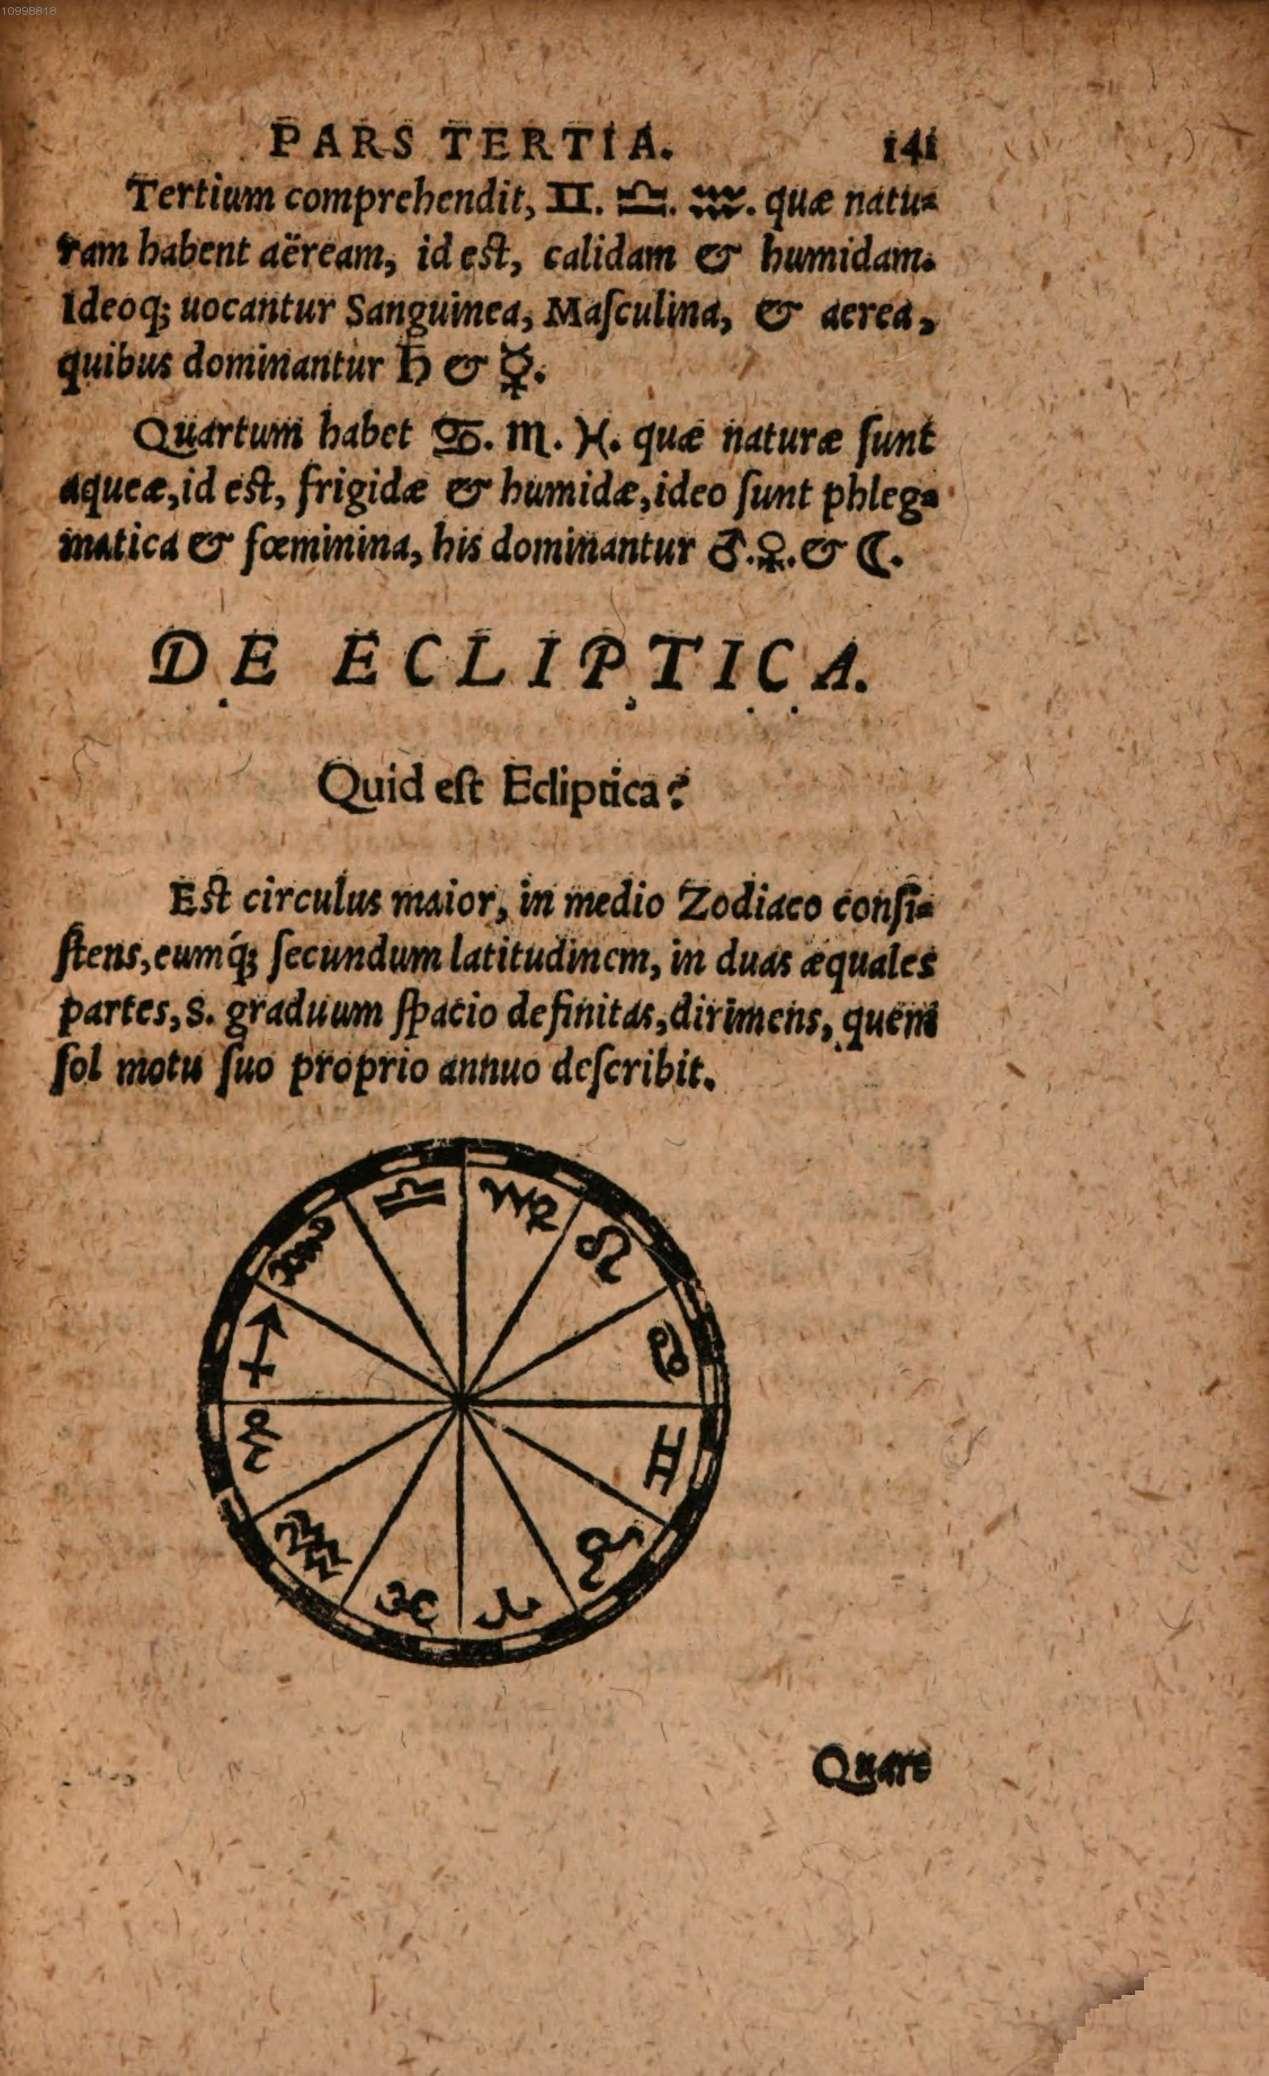 10998818
PARS TERTIA. 141
Tertium comprehendit, ♊. ♎. ♒. quæ natu-
ram habent aëream, id est, calidam & humidam.
Ideoq; uocantur Sanguinea, Masculina, & aerea,
quibus dominantur ♄ & ☿.
Quartum habet ♋. ♏. ♓. quæ naturæ sunt
aqueæ, id est, frigidæ & humidæ, ideo sunt phleg-
matica & fœminina, his dominantur ♂.♀.& ☾.
DE ECLIPTICA.
Quid est Ecliptica?
Est circulus maior, in medio Zodiaco consi-
stens, eumq́; secundum latitudinem, in duas æquales
partes, s. graduum spacio definitas, dirimens, quem
sol motu suo proprio annuo describit.
♎ ♍
♏ ♌
♐ ♋
♑ ♊
♒ ♉
♓ ♈
Quare